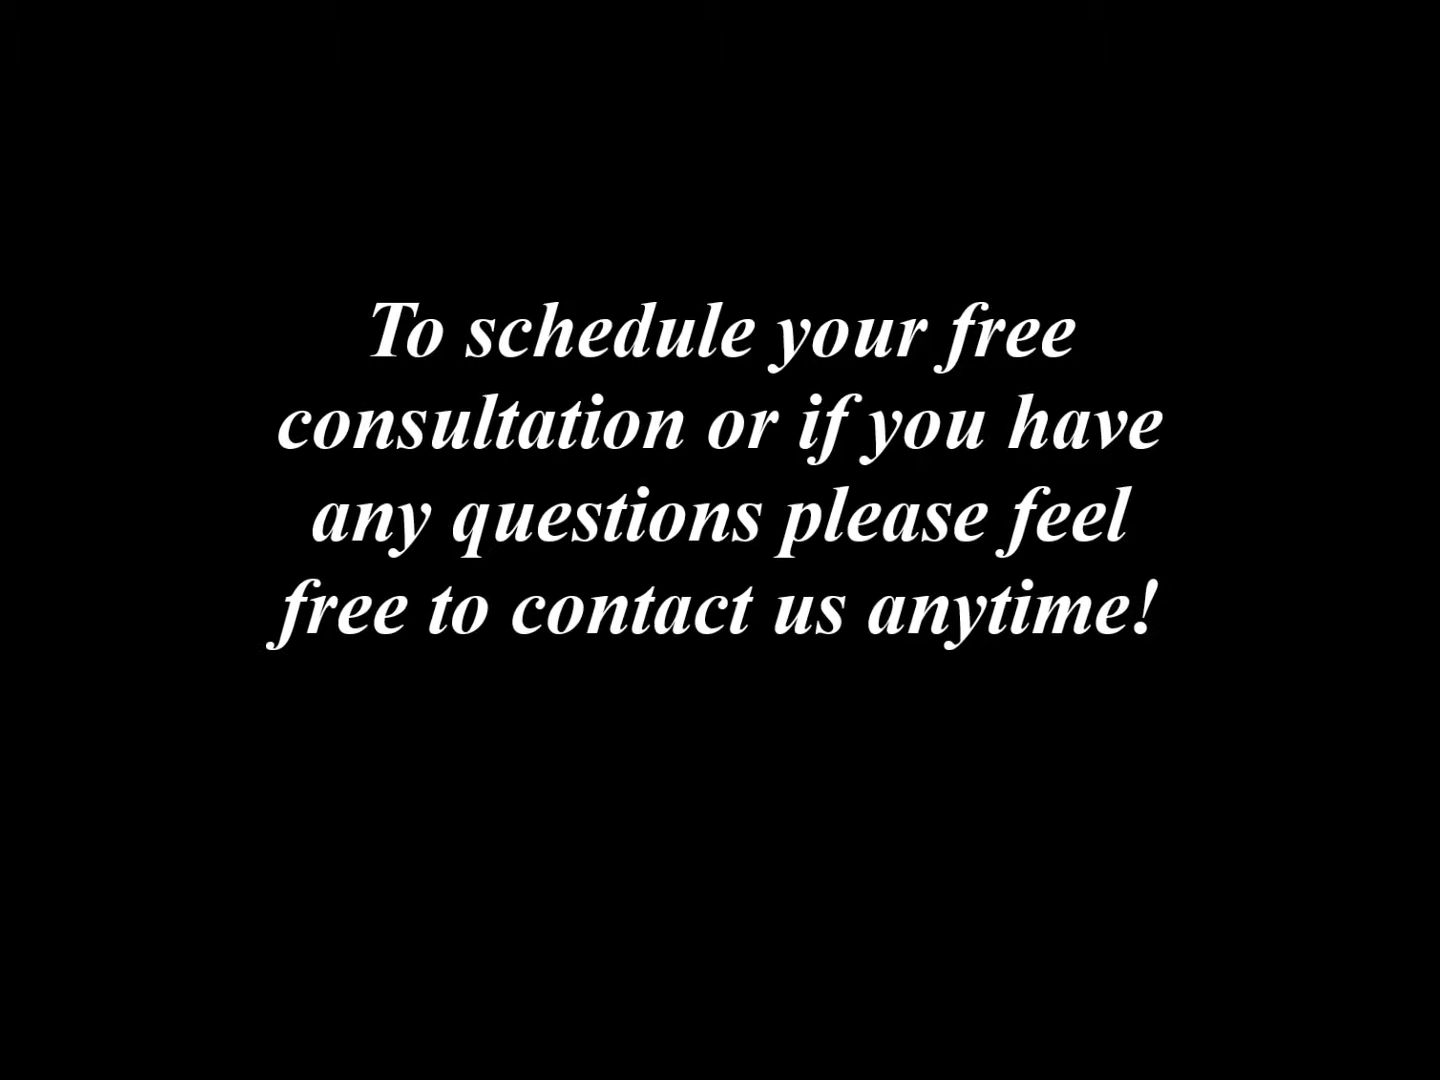 To schedule your free
consultation or if you have
any questions please feel
free to contact us anytime!